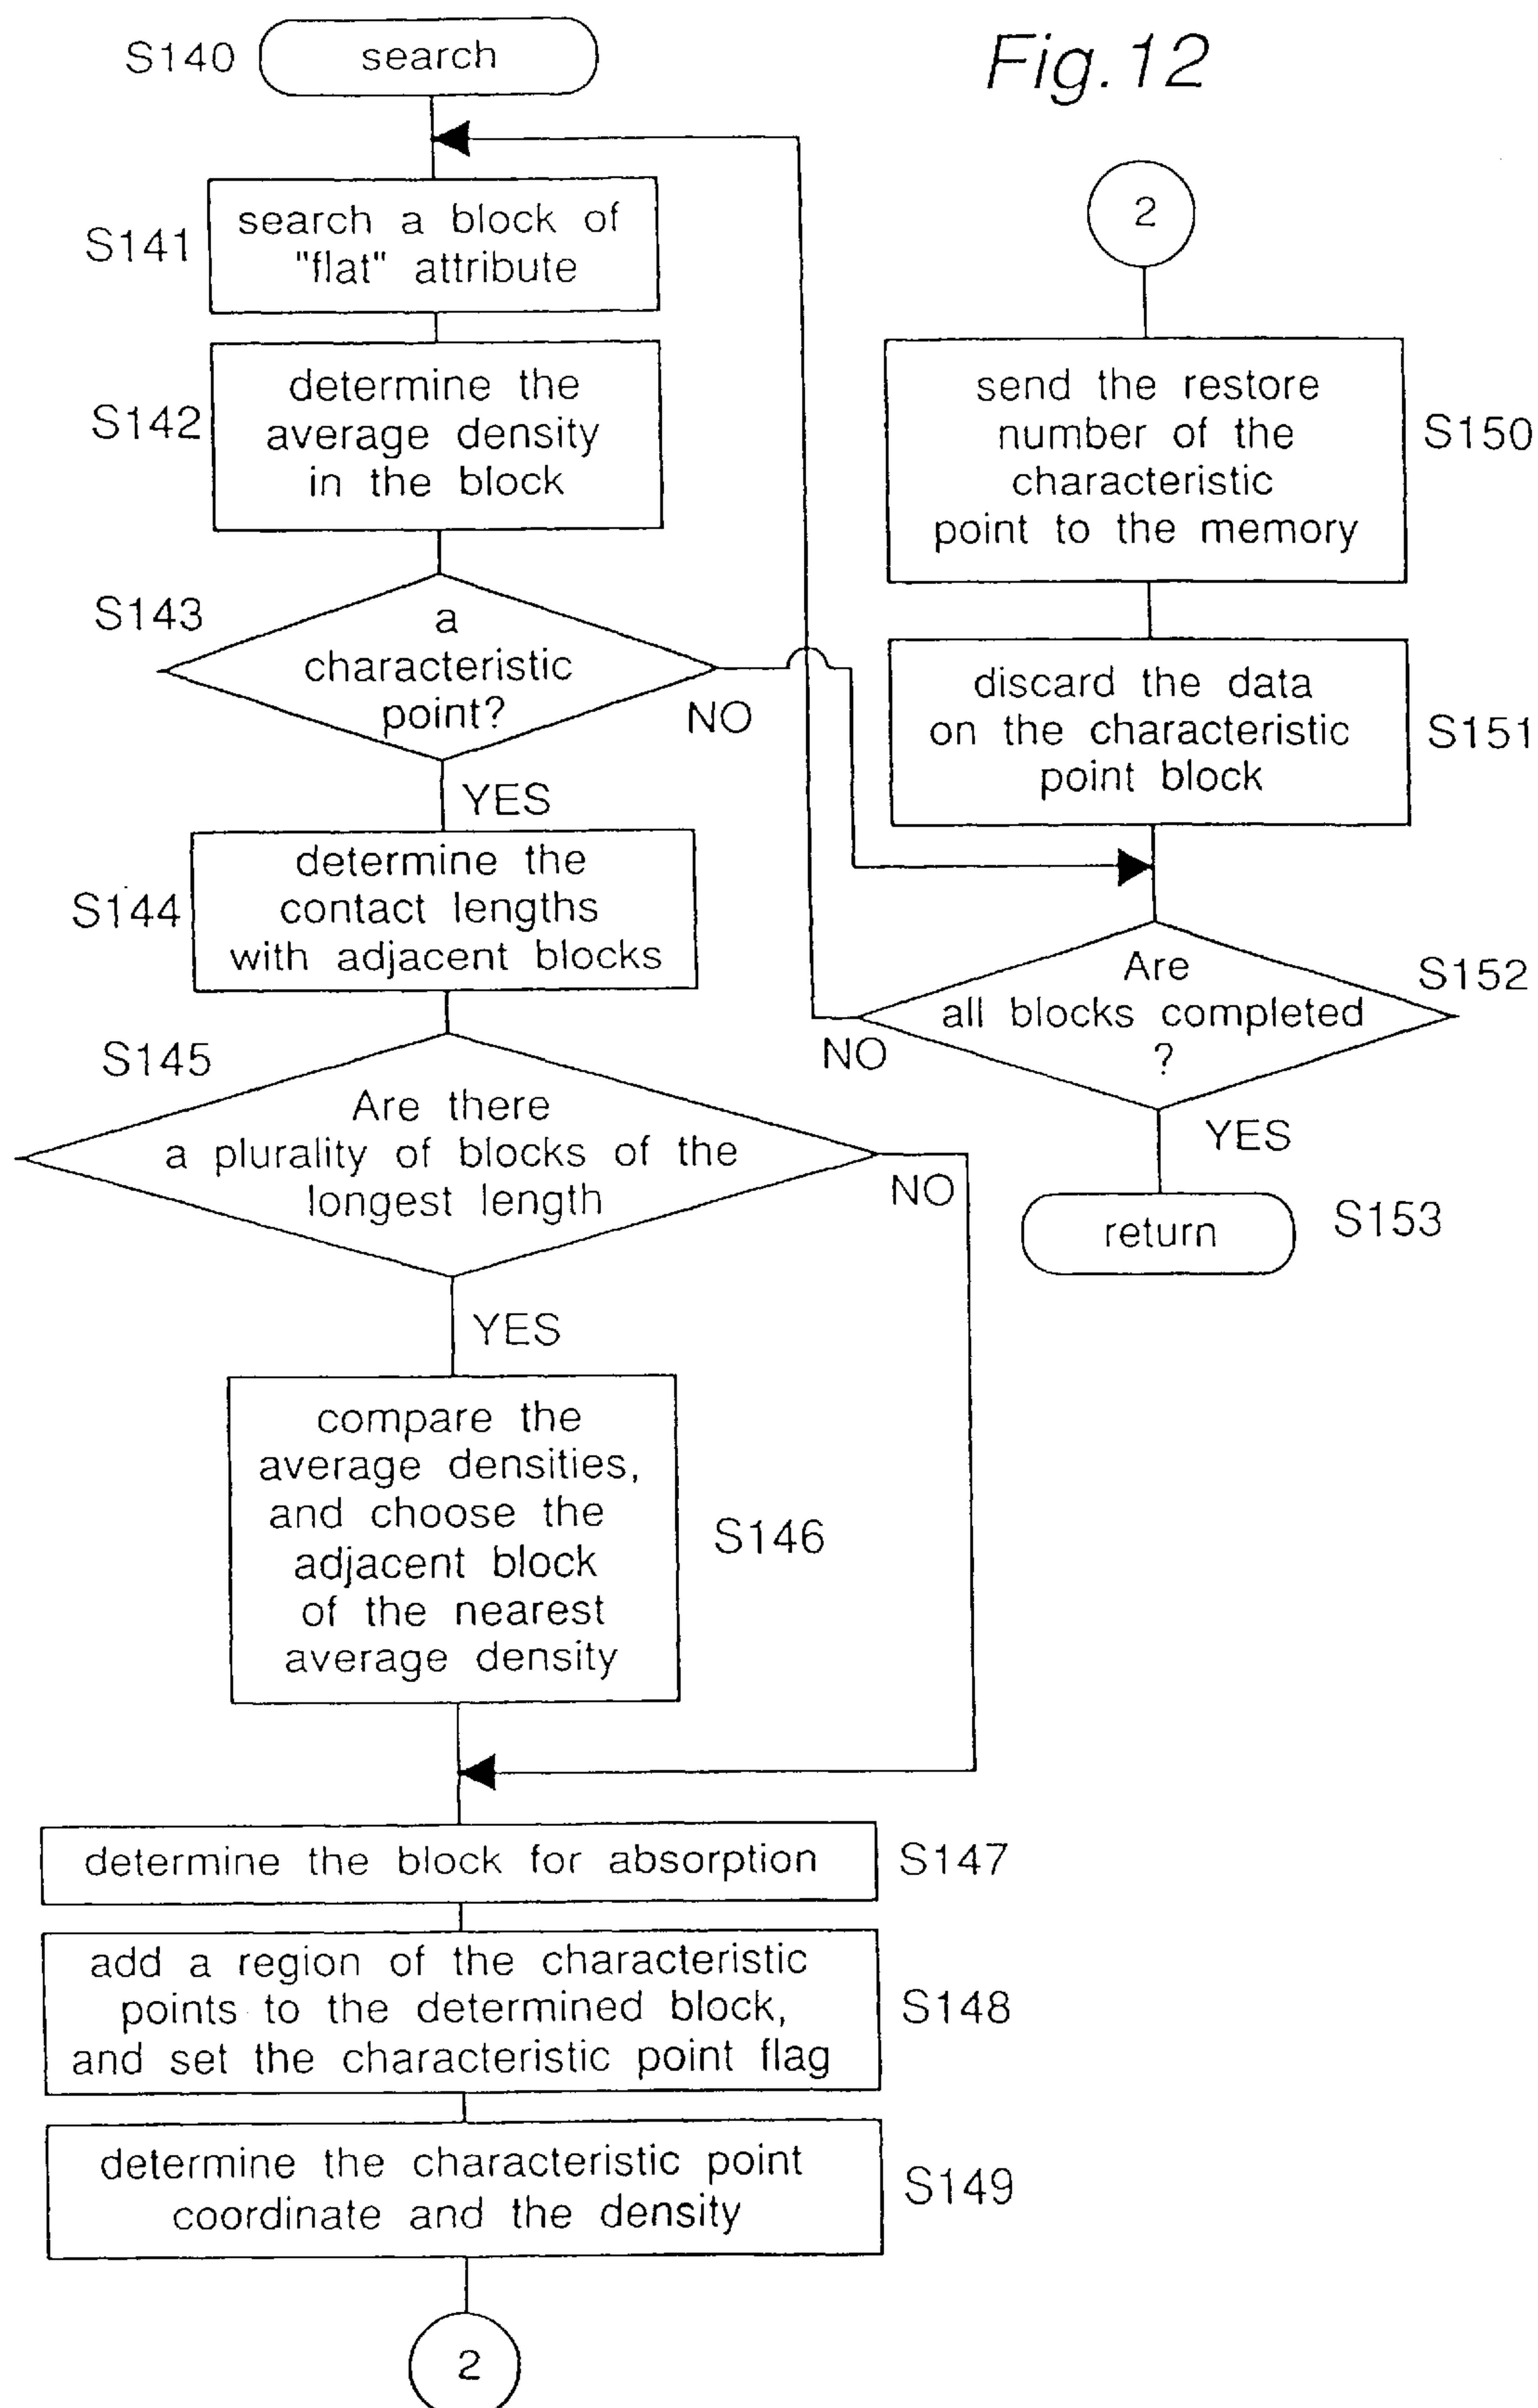 Fig.12
S140
search
S141
search a block of
"flat" attribute
S142
determine the
average density
in the block
S143
a
characteristic
point?
NO
YES
S144
determine the
contact lengths
with adjacent blocks
S145
Are there
a plurality of blocks of the
longest length
NO
YES
compare the
average densities,
and choose the
adjacent block
of the nearest
average density
S146
determine the block for absorption
S147
add a region of the characteristic
points to the determined block,
and set the characteristic point flag
S148
determine the characteristic point
coordinate and the density
S149
2
2
send the restore
number of the
characteristic
point to the memory
S150
discard the data
on the characteristic
point block
S151
Are
all blocks completed
?
S152
NO
YES
return
S153